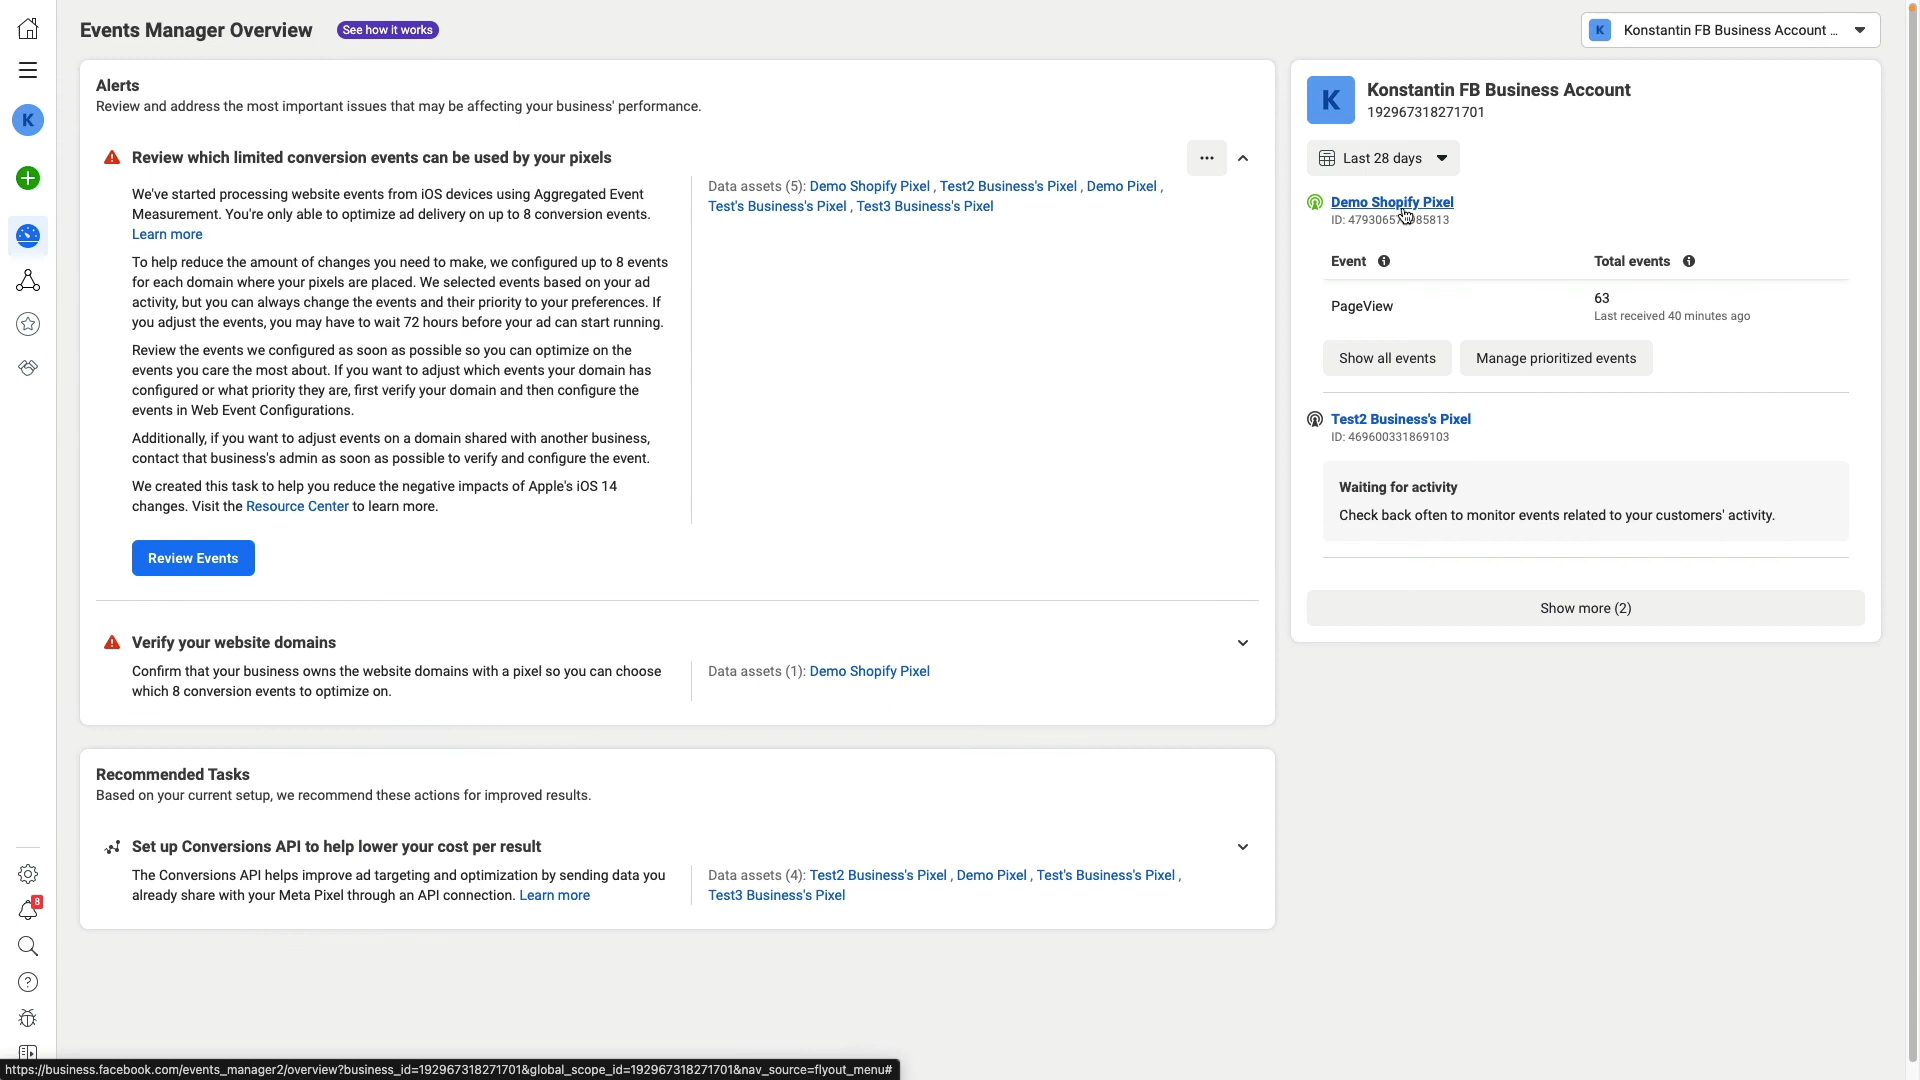 Events Manager Overview
See how it works
K
Konstantin FB Business Account ...
K
Alerts
Review and address the most important issues that may be affecting your business' performance.
Review which limited conversion events can be used by your pixels
We've started processing website events from iOS devices using Aggregated Event
Measurement. You're only able to optimize ad delivery on up to 8 conversion events.
Learn more
To help reduce the amount of changes you need to make, we configured up to 8 events
for each domain where your pixels are placed. We selected events based on your ad
activity, but you can always change the events and their priority to your preferences. If
you adjust the events, you may have to wait 72 hours before your ad can start running.
Review the events we configured as soon as possible so you can optimize on the
events you care the most about. If you want to adjust which events your domain has
configured or what priority they are, first verify your domain and then configure the
events in Web Event Configurations.
Additionally, if you want to adjust events on a domain shared with another business,
contact that business's admin as soon as possible to verify and configure the event.
We created this task to help you reduce the negative impacts of Apple's iOS 14
changes. Visit the Resource Center to learn more.
Data assets (5): Demo Shopify Pixel , Test2 Business's Pixel , Demo Pixel ,
Test's Business's Pixel , Test3 Business's Pixel
Review Events
Verify your website domains
Confirm that your business owns the website domains with a pixel so you can choose
which 8 conversion events to optimize on.
Data assets (1): Demo Shopify Pixel
Recommended Tasks
Based on your current setup, we recommend these actions for improved results.
Set up Conversions API to help lower your cost per result
The Conversions API helps improve ad targeting and optimization by sending data you
already share with your Meta Pixel through an API connection. Learn more
Data assets (4): Test2 Business's Pixel , Demo Pixel , Test's Business's Pixel ,
Test3 Business's Pixel
K
Konstantin FB Business Account
192967318271701
Last 28 days
Demo Shopify Pixel
Event
Total events
PageView
63
Last received 40 minutes ago
Show all events
Manage prioritized events
Test2 Business's Pixel
ID: 469600331869103
Waiting for activity
Check back often to monitor events related to your customers' activity.
Show more (2)
8
https://business.facebook.com/events_manager2/overview?business_id=192967318271701&global_scope_id=192967318271701&nav_source=flyout_menu#